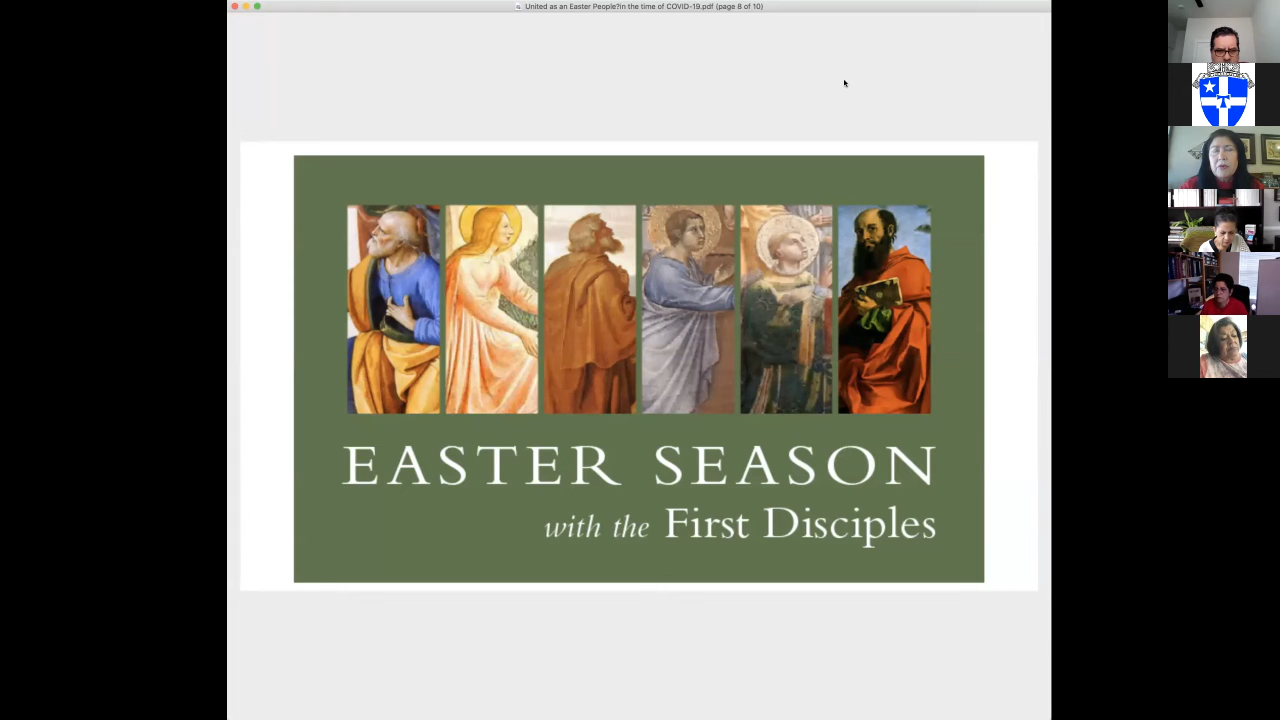 United as an Easter People?in the time of COVID-19.pdf (page 8 of 10)
EASTER SEASON
with the First Disciples